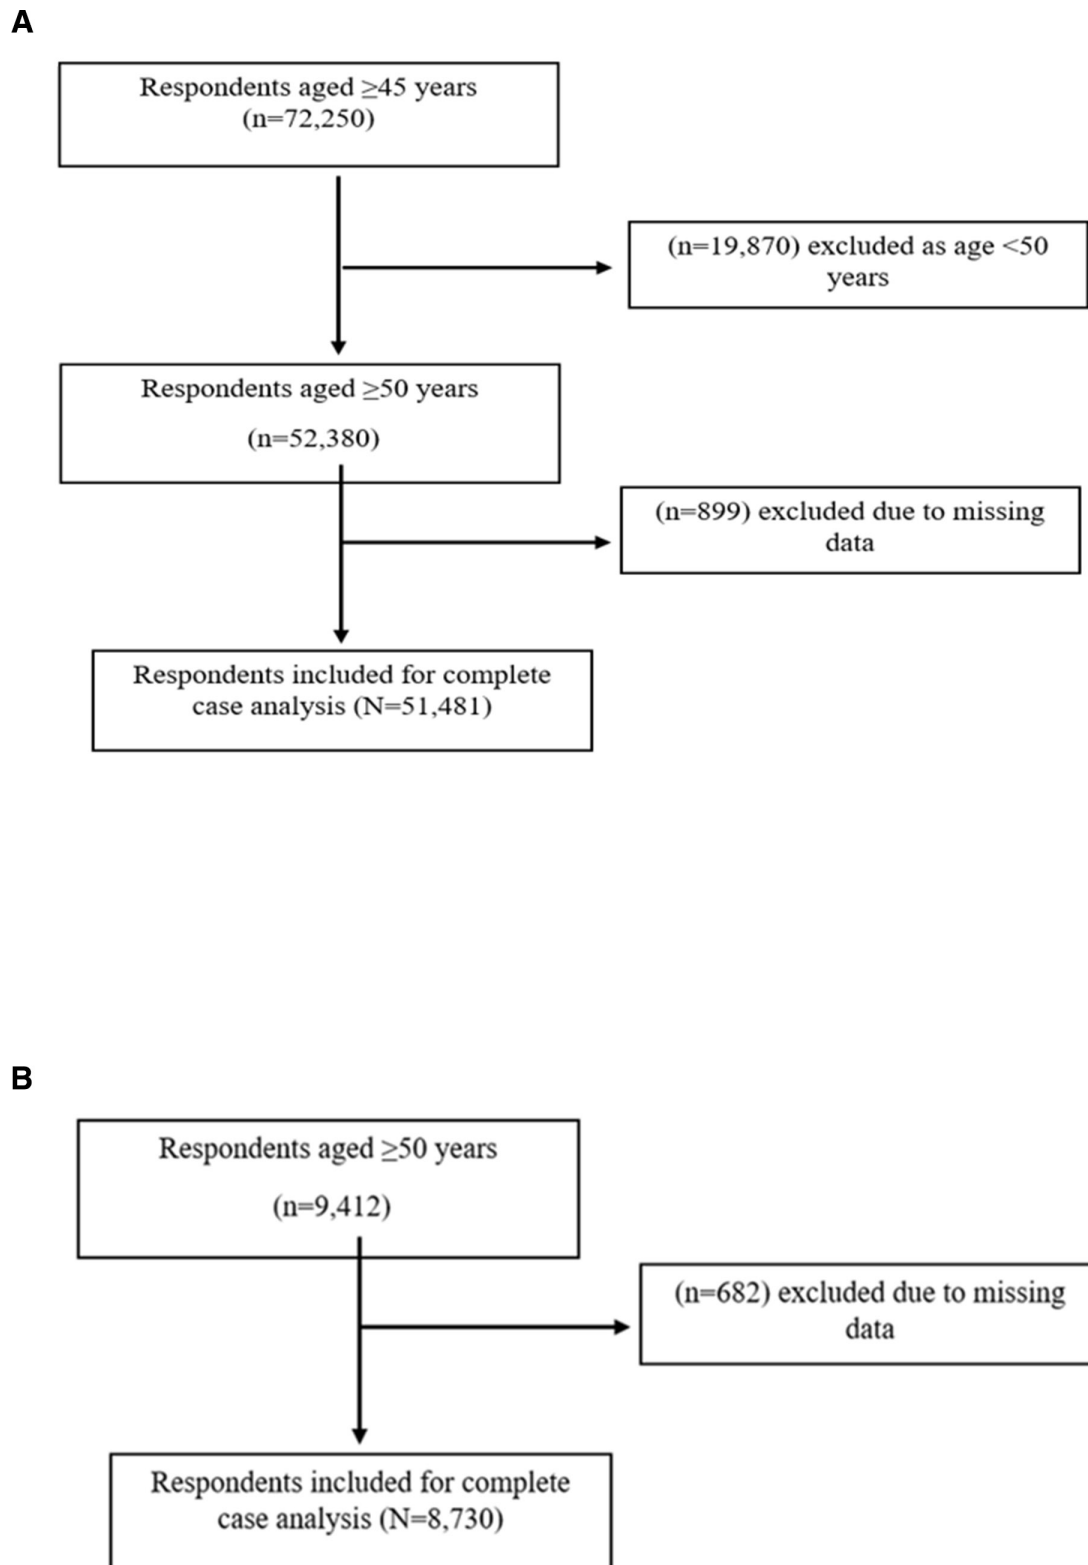 A
Respondents aged ≥45 years
(n=72,250)
(n=19,870) excluded as age <50
years
Respondents aged ≥50 years
(n=52,380)
(n=899) excluded due to missing
data
Respondents included for complete
case analysis (N=51,481)
B
Respondents aged ≥50 years
(n=9,412)
(n=682) excluded due to missing
data
Respondents included for complete
case analysis (N=8,730)